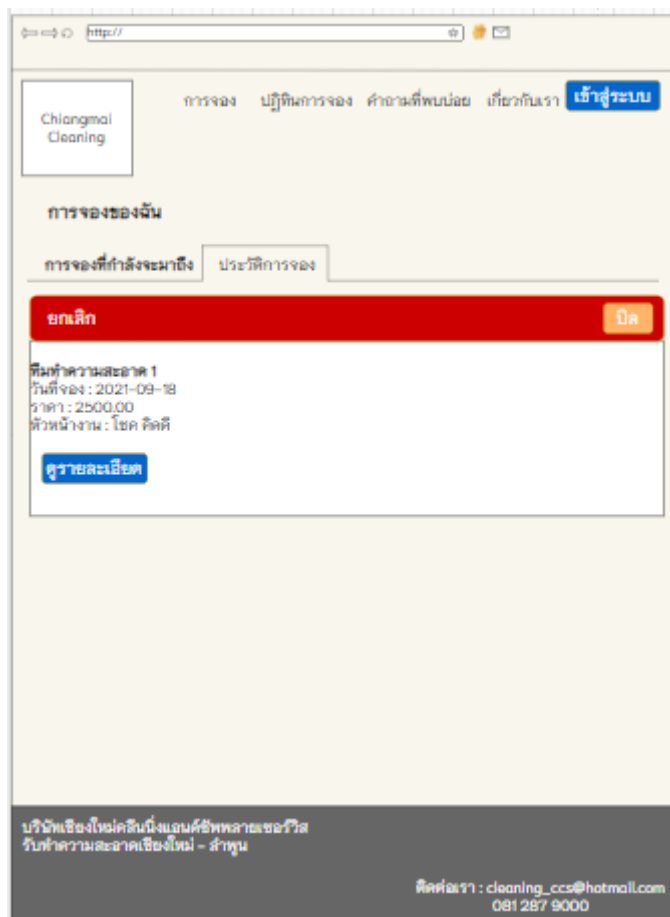 http://
Chiangmai
Cleaning
การจอง ปฏิทินการจอง คำถามที่พบบ่อย เกี่ยวกับเรา เข้าสู่ระบบ
การจองของฉัน
การจองที่กำลังจะมาถึง ประวัติการจอง
ยกเลิก บิล
ทีมทำความสะอาด 1
วันที่จอง : 2021-09-18
ราคา : 2500.00
หัวหน้างาน : โชค คิดดี
ดูรายละเอียด
บริษัทเชียงใหม่คลีนนิ่งแอนด์ซัพพลายเซอร์วิส
รับทำความสะอาดเชียงใหม่ - ลำพูน
ติดต่อเรา : cleaning_ccs@hotmail.com
081 287 9000